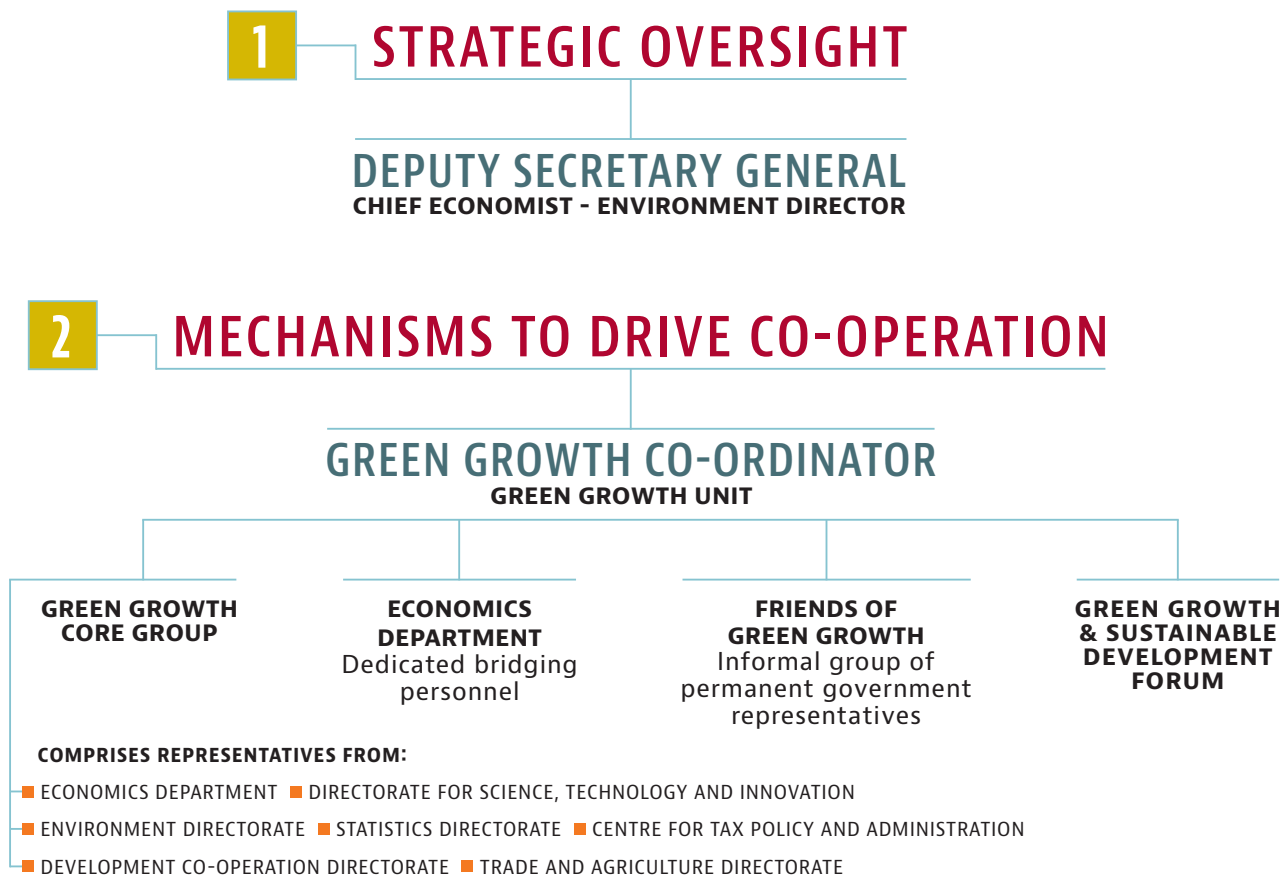 1
STRATEGIC OVERSIGHT
DEPUTY SECRETARY GENERAL
CHIEF ECONOMIST - ENVIRONMENT DIRECTOR
2
MECHANISMS TO DRIVE CO-OPERATION
GREEN GROWTH CO-ORDINATOR
GREEN GROWTH UNIT
GREEN GROWTH
CORE GROUP
ECONOMICS
DEPARTMENT
Dedicated bridging
personnel
FRIENDS OF
GREEN GROWTH
Informal group of
permanent government
representatives
GREEN GROWTH
& SUSTAINABLE
DEVELOPMENT
FORUM
COMPRISES REPRESENTATIVES FROM:
ECONOMICS DEPARTMENT DIRECTORATE FOR SCIENCE, TECHNOLOGY AND INNOVATION
ENVIRONMENT DIRECTORATE STATISTICS DIRECTORATE CENTRE FOR TAX POLICY AND ADMINISTRATION
DEVELOPMENT CO-OPERATION DIRECTORATE TRADE AND AGRICULTURE DIRECTORATE